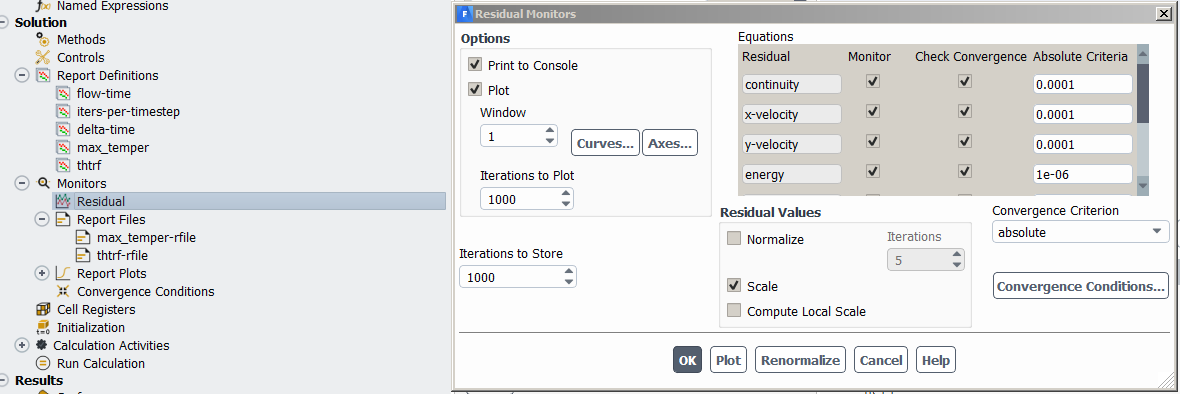 Named Expressions
Solution
Methods
Controls
Report Definitions
flow-time
iters-per-timestep
delta-time
max_temper
thtrf
Monitors
Residual
Report Files
max_temper-rfile
thtrf-rfile
Report Plots
Convergence Conditions
Cell Registers
Initialization
Calculation Activities
Run Calculation
Results
Residual Monitors
Options
Print to Console
Plot
Window
1
Curves...
Axes...
Iterations to Plot
1000
Iterations to Store
1000
Equations
Residual Monitor Check Convergence Absolute Criteria
continuity 0.0001
x-velocity 0.0001
y-velocity 0.0001
energy 1e-06
Residual Values
Normalize
Iterations
5
Scale
Compute Local Scale
Convergence Criterion
absolute
Convergence Conditions...
OK Plot Renormalize Cancel Help